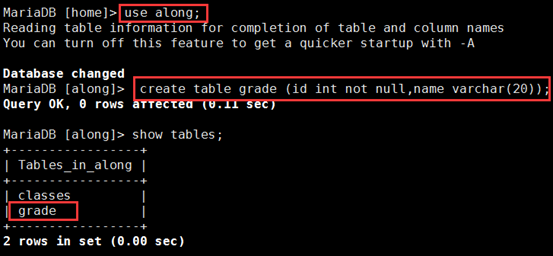 MariaDB [home]> use along;
Reading table information for completion of table and column names
You can turn off this feature to get a quicker startup with -A
Database changed
MariaDB [along]> create table grade (id int not null,name varchar(20));
Query OK, 0 rows affected (0.11 sec)
MariaDB [along]> show tables;
+-----------------+
| Tables_in_along |
+-----------------+
| classes         |
| grade           |
+-----------------+
2 rows in set (0.00 sec)